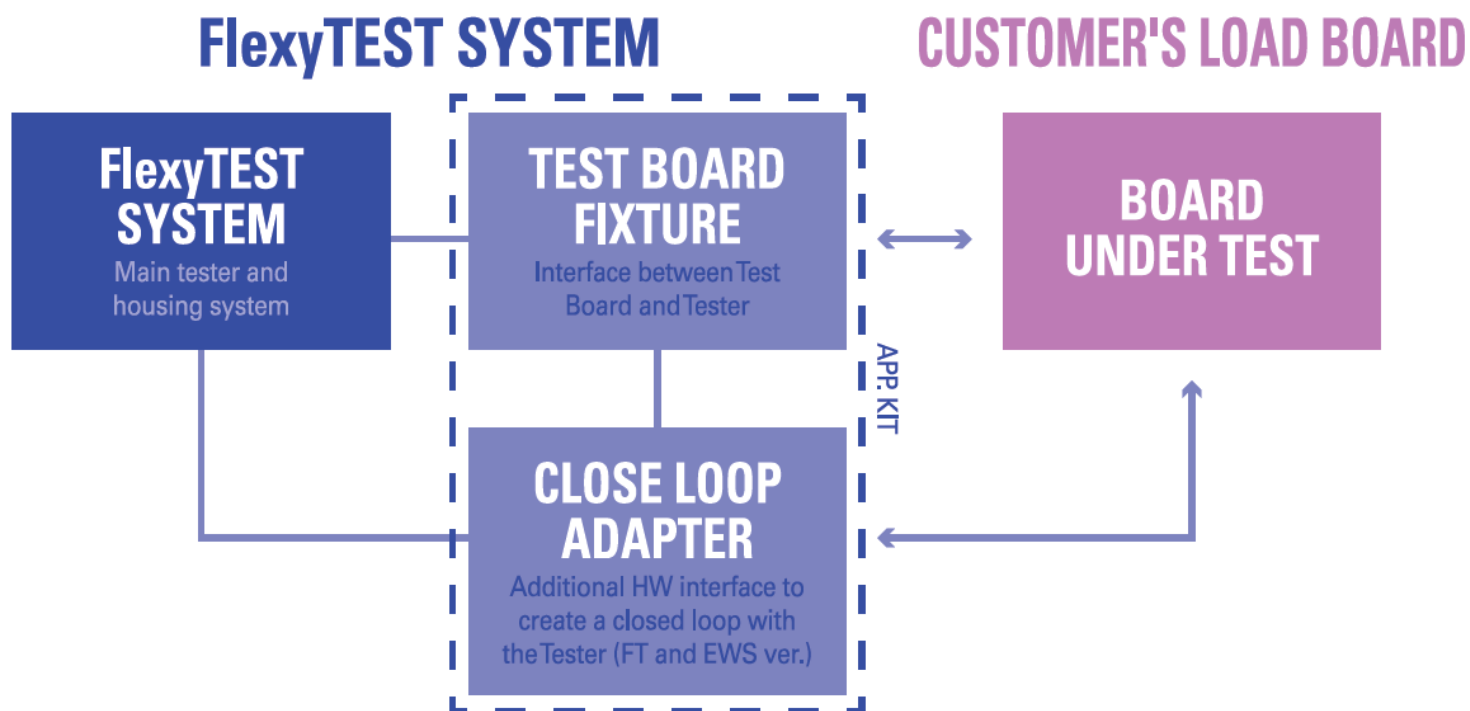 FlexyTEST SYSTEM
CUSTOMER'S LOAD BOARD
FlexyTEST
SYSTEM
Main tester and
housing system
TEST BOARD
FIXTURE
Interface between Test
Board and Tester
BOARD
UNDER TEST
APP. KIT
CLOSE LOOP
ADAPTER
Additional HW interface to
create a closed loop with
the Tester (FT and EWS ver.)